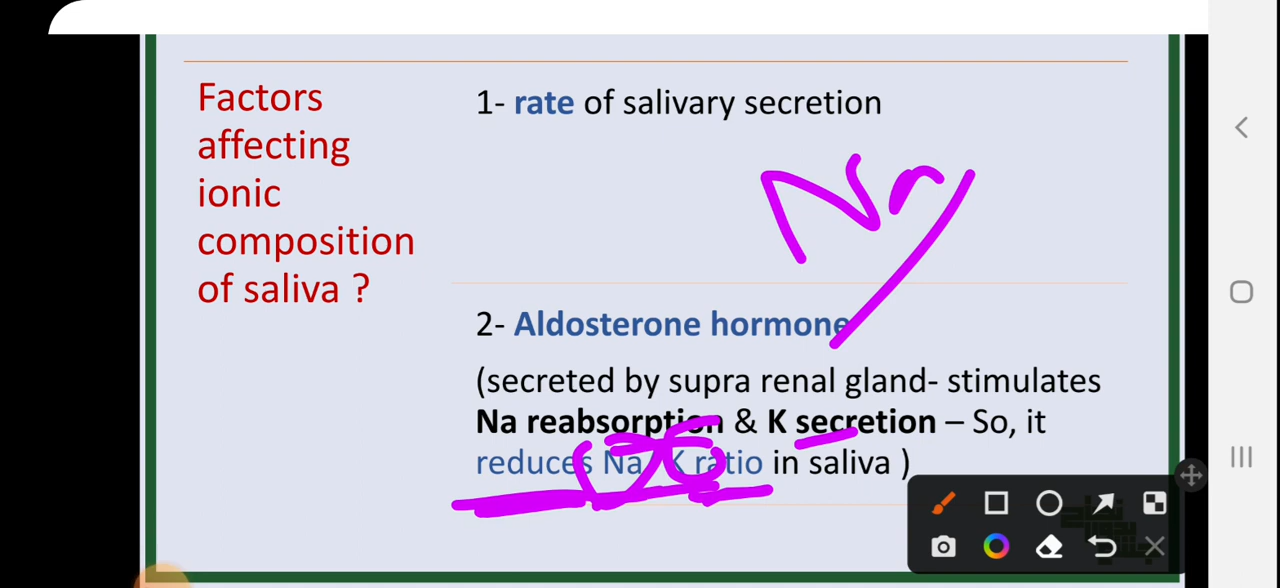 Factors
affecting
ionic
composition
of saliva ?
1- rate of salivary secretion
Na
2- Aldosterone hormone
(secreted by supra renal gland- stimulates
Na reabsorption & K secretion – So, it
reduces Na/ K ratio in saliva )